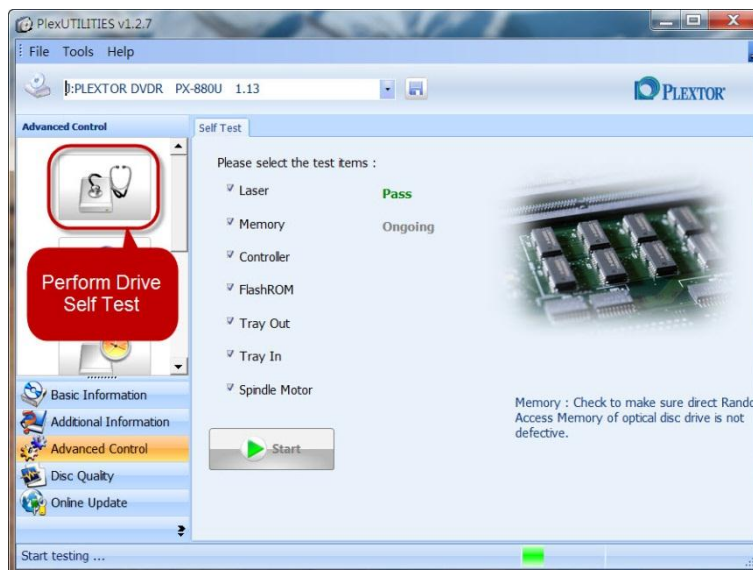 PlexUTILITIES v1.2.7
File Tools Help
J:PLEXTOR DVDR PX-880U 1.13
PLEXTOR
Advanced Control
Self Test
Please select the test items :
Laser Pass
Memory Ongoing
Controller
FlashROM
Tray Out
Tray In
Spindle Motor
Start
Perform Drive
Self Test
Basic Information
Additional Information
Advanced Control
Disc Quality
Online Update
Memory : Check to make sure direct Rando
Access Memory of optical disc drive is not
defective.
Start testing ...